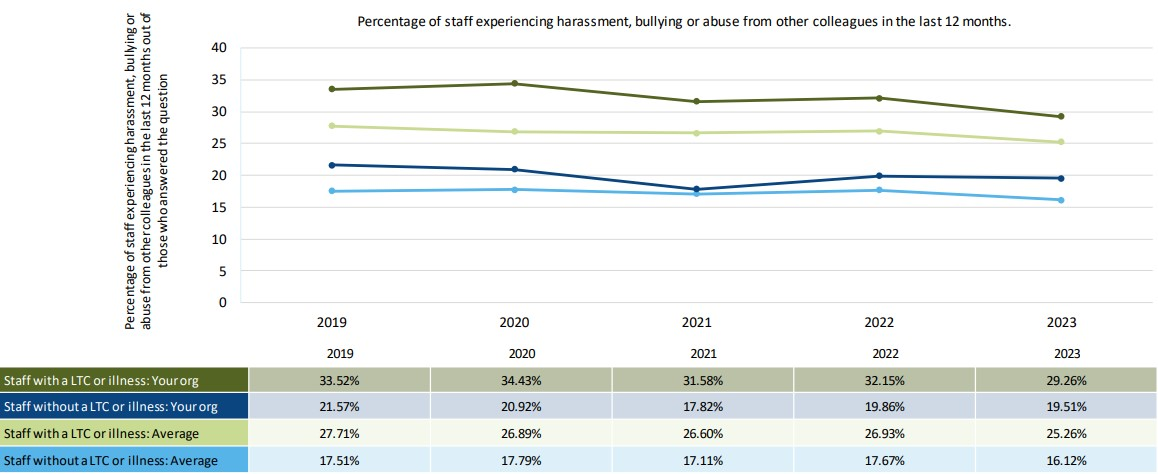 Percentage of staff experiencing harassment, bullying or abuse from other colleagues in the last 12 months.
Percentage of staff experiencing harassment, bullying or
abuse from other colleagues in the last 12 months out of
those who answered the question
40
35
30
25
20
15
10
5
0
2019 2020 2021 2022 2023
2019 2020 2021 2022 2023
Staff with a LTC or illness: Your org 33.52% 34.43% 31.58% 32.15% 29.26%
Staff without a LTC or illness: Your org 21.57% 20.92% 17.82% 19.86% 19.51%
Staff with a LTC or illness: Average 27.71% 26.89% 26.60% 26.93% 25.26%
Staff without a LTC or illness: Average 17.51% 17.79% 17.11% 17.67% 16.12%